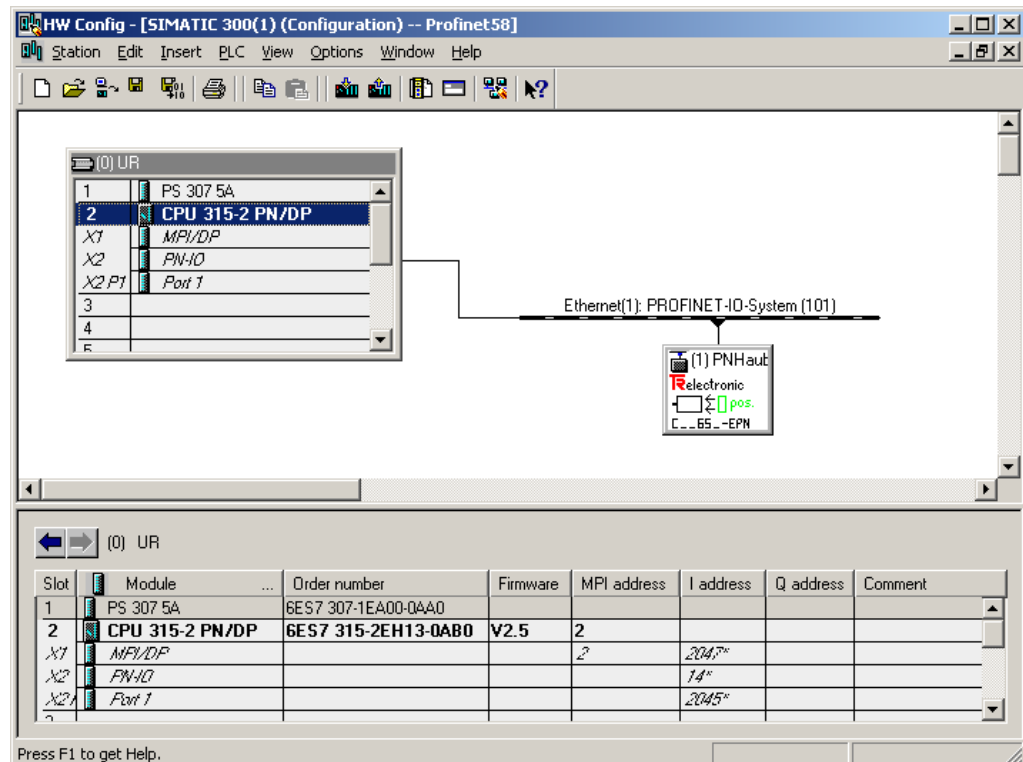 HW Config - [SIMATIC 300(1) (Configuration) -- Profinet58]
Station Edit Insert PLC View Options Window Help
(0) UR
1 PS 307 5A
2 CPU 315-2 PN/DP
X1 MPI/DP
X2 PN-IO
X2 P1 Port 1
3
4
5
Ethernet(1): PROFINET-IO-System (101)
(1) PNHaub
TRelectronic
pos.
C__65_-EPN
(0) UR
Slot Module ... Order number Firmware MPI address I address Q address Comment
1 PS 307 5A 6ES7 307-1EA00-0AA0
2 CPU 315-2 PN/DP 6ES7 315-2EH13-0AB0 V2.5 2
X1 MPI/DP 2 2047*
X2 PN-IO 14*
X2 Port 1 2045*
3
Press F1 to get Help.